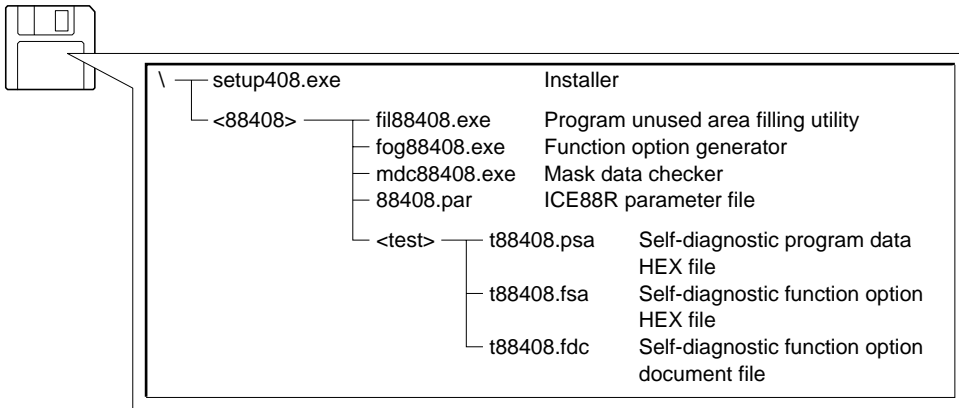 \ setup408.exe Installer
<88408> fil88408.exe Program unused area filling utility
fog88408.exe Function option generator
mdc88408.exe Mask data checker
88408.par ICE88R parameter file
<test> t88408.psa Self-diagnostic program data
HEX file
t88408.fsa Self-diagnostic function option
HEX file
t88408.fdc Self-diagnostic function option
document file